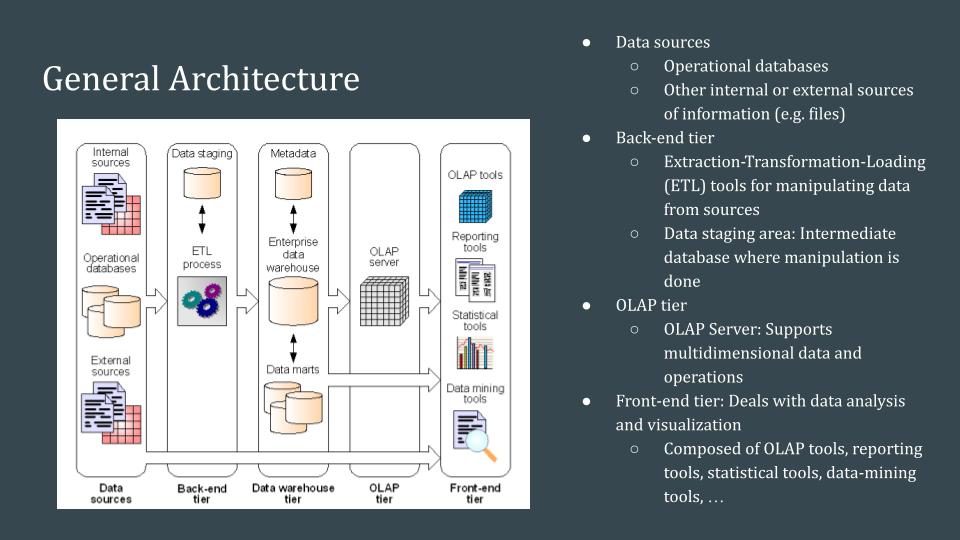 General Architecture
Internal
sources
Operational
databases
External
sources
Data
sources
Data staging
ETL
process
Back-end
tier
Metadata
Enterprise
data
warehouse
Data marts
Data warehouse
tier
OLAP
server
OLAP
tier
OLAP tools
Reporting
tools
Statistical
tools
Data mining
tools
Front-end
tier
● Data sources
○ Operational databases
○ Other internal or external sources
of information (e.g. files)
● Back-end tier
○ Extraction-Transformation-Loading
(ETL) tools for manipulating data
from sources
○ Data staging area: Intermediate
database where manipulation is
done
● OLAP tier
○ OLAP Server: Supports
multidimensional data and
operations
● Front-end tier: Deals with data analysis
and visualization
○ Composed of OLAP tools, reporting
tools, statistical tools, data-mining
tools, …